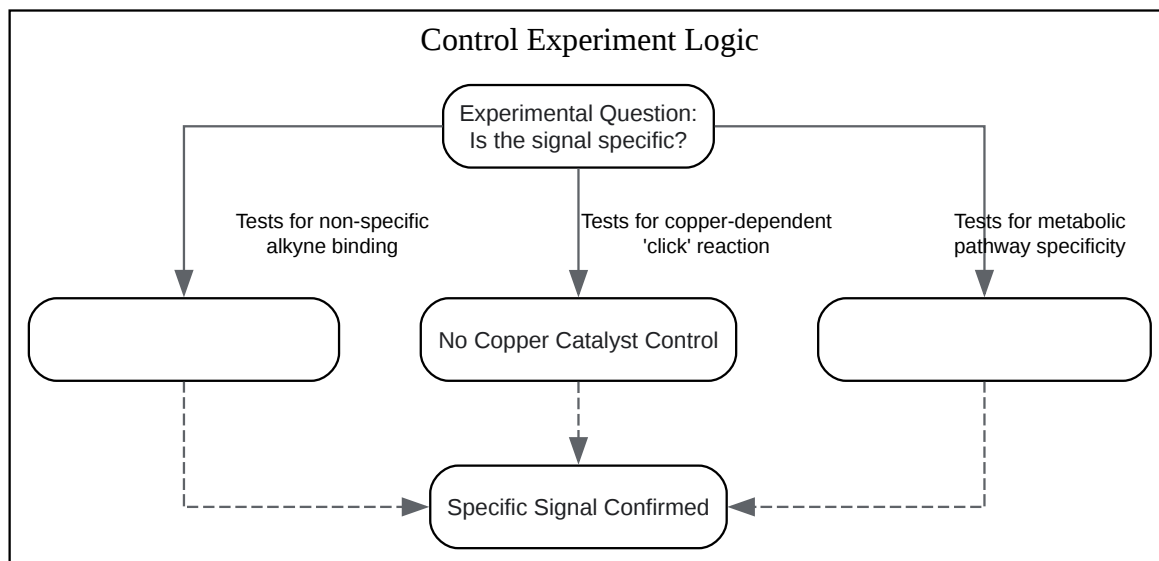 Control Experiment Logic
Experimental Question:
Is the signal specific?
Tests for non-specific
alkyne binding
Tests for copper-dependent
'click' reaction
Tests for metabolic
pathway specificity
No Copper Catalyst Control
Specific Signal Confirmed